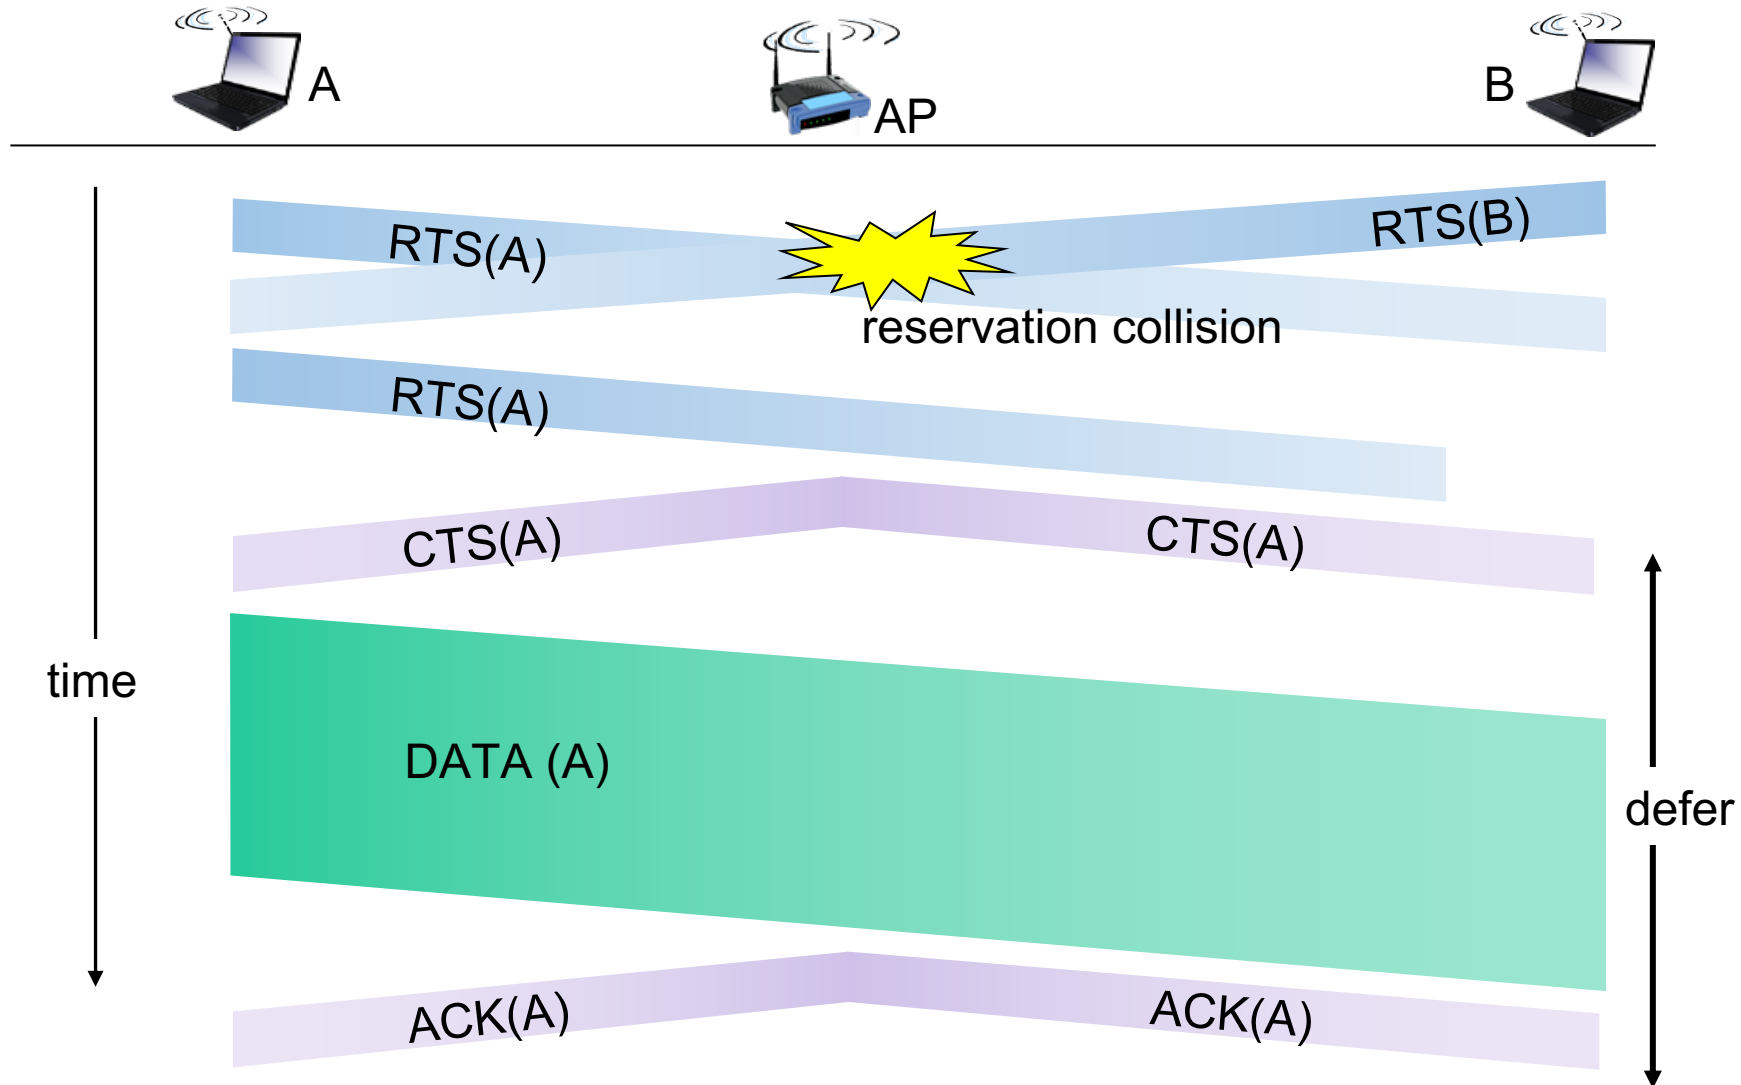 A
AP
B
RTS(A)
RTS(B)
reservation collision
RTS(A)
CTS(A)
CTS(A)
time
DATA (A)
defer
ACK(A)
ACK(A)